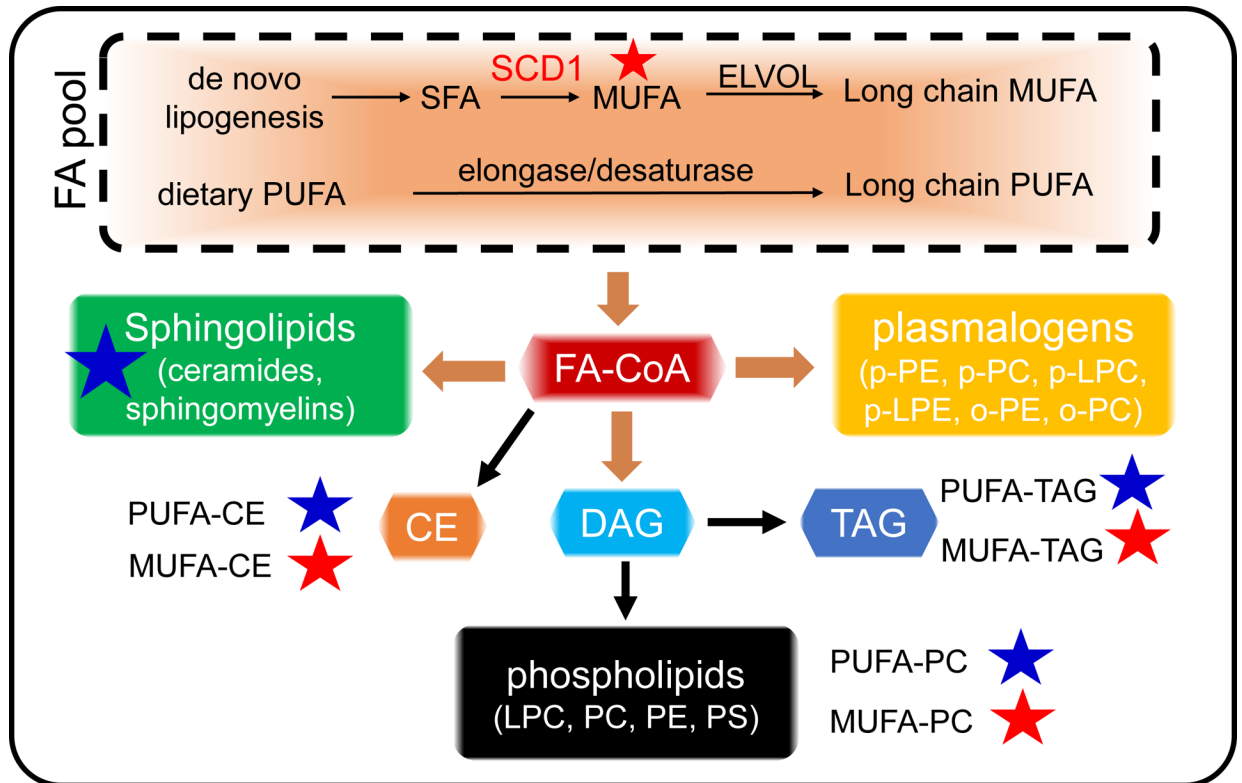 FA pool
de novo
lipogenesis
SFA
SCD1
MUFA
ELVOL
Long chain MUFA
dietary PUFA
elongase/desaturase
Long chain PUFA
Sphingolipids
(ceramides,
sphingomyelins)
FA-CoA
plasmalogens
(p-PE, p-PC, p-LPC,
p-LPE, o-PE, o-PC)
PUFA-CE
MUFA-CE
CE
DAG
TAG
PUFA-TAG
MUFA-TAG
phospholipids
(LPC, PC, PE, PS)
PUFA-PC
MUFA-PC